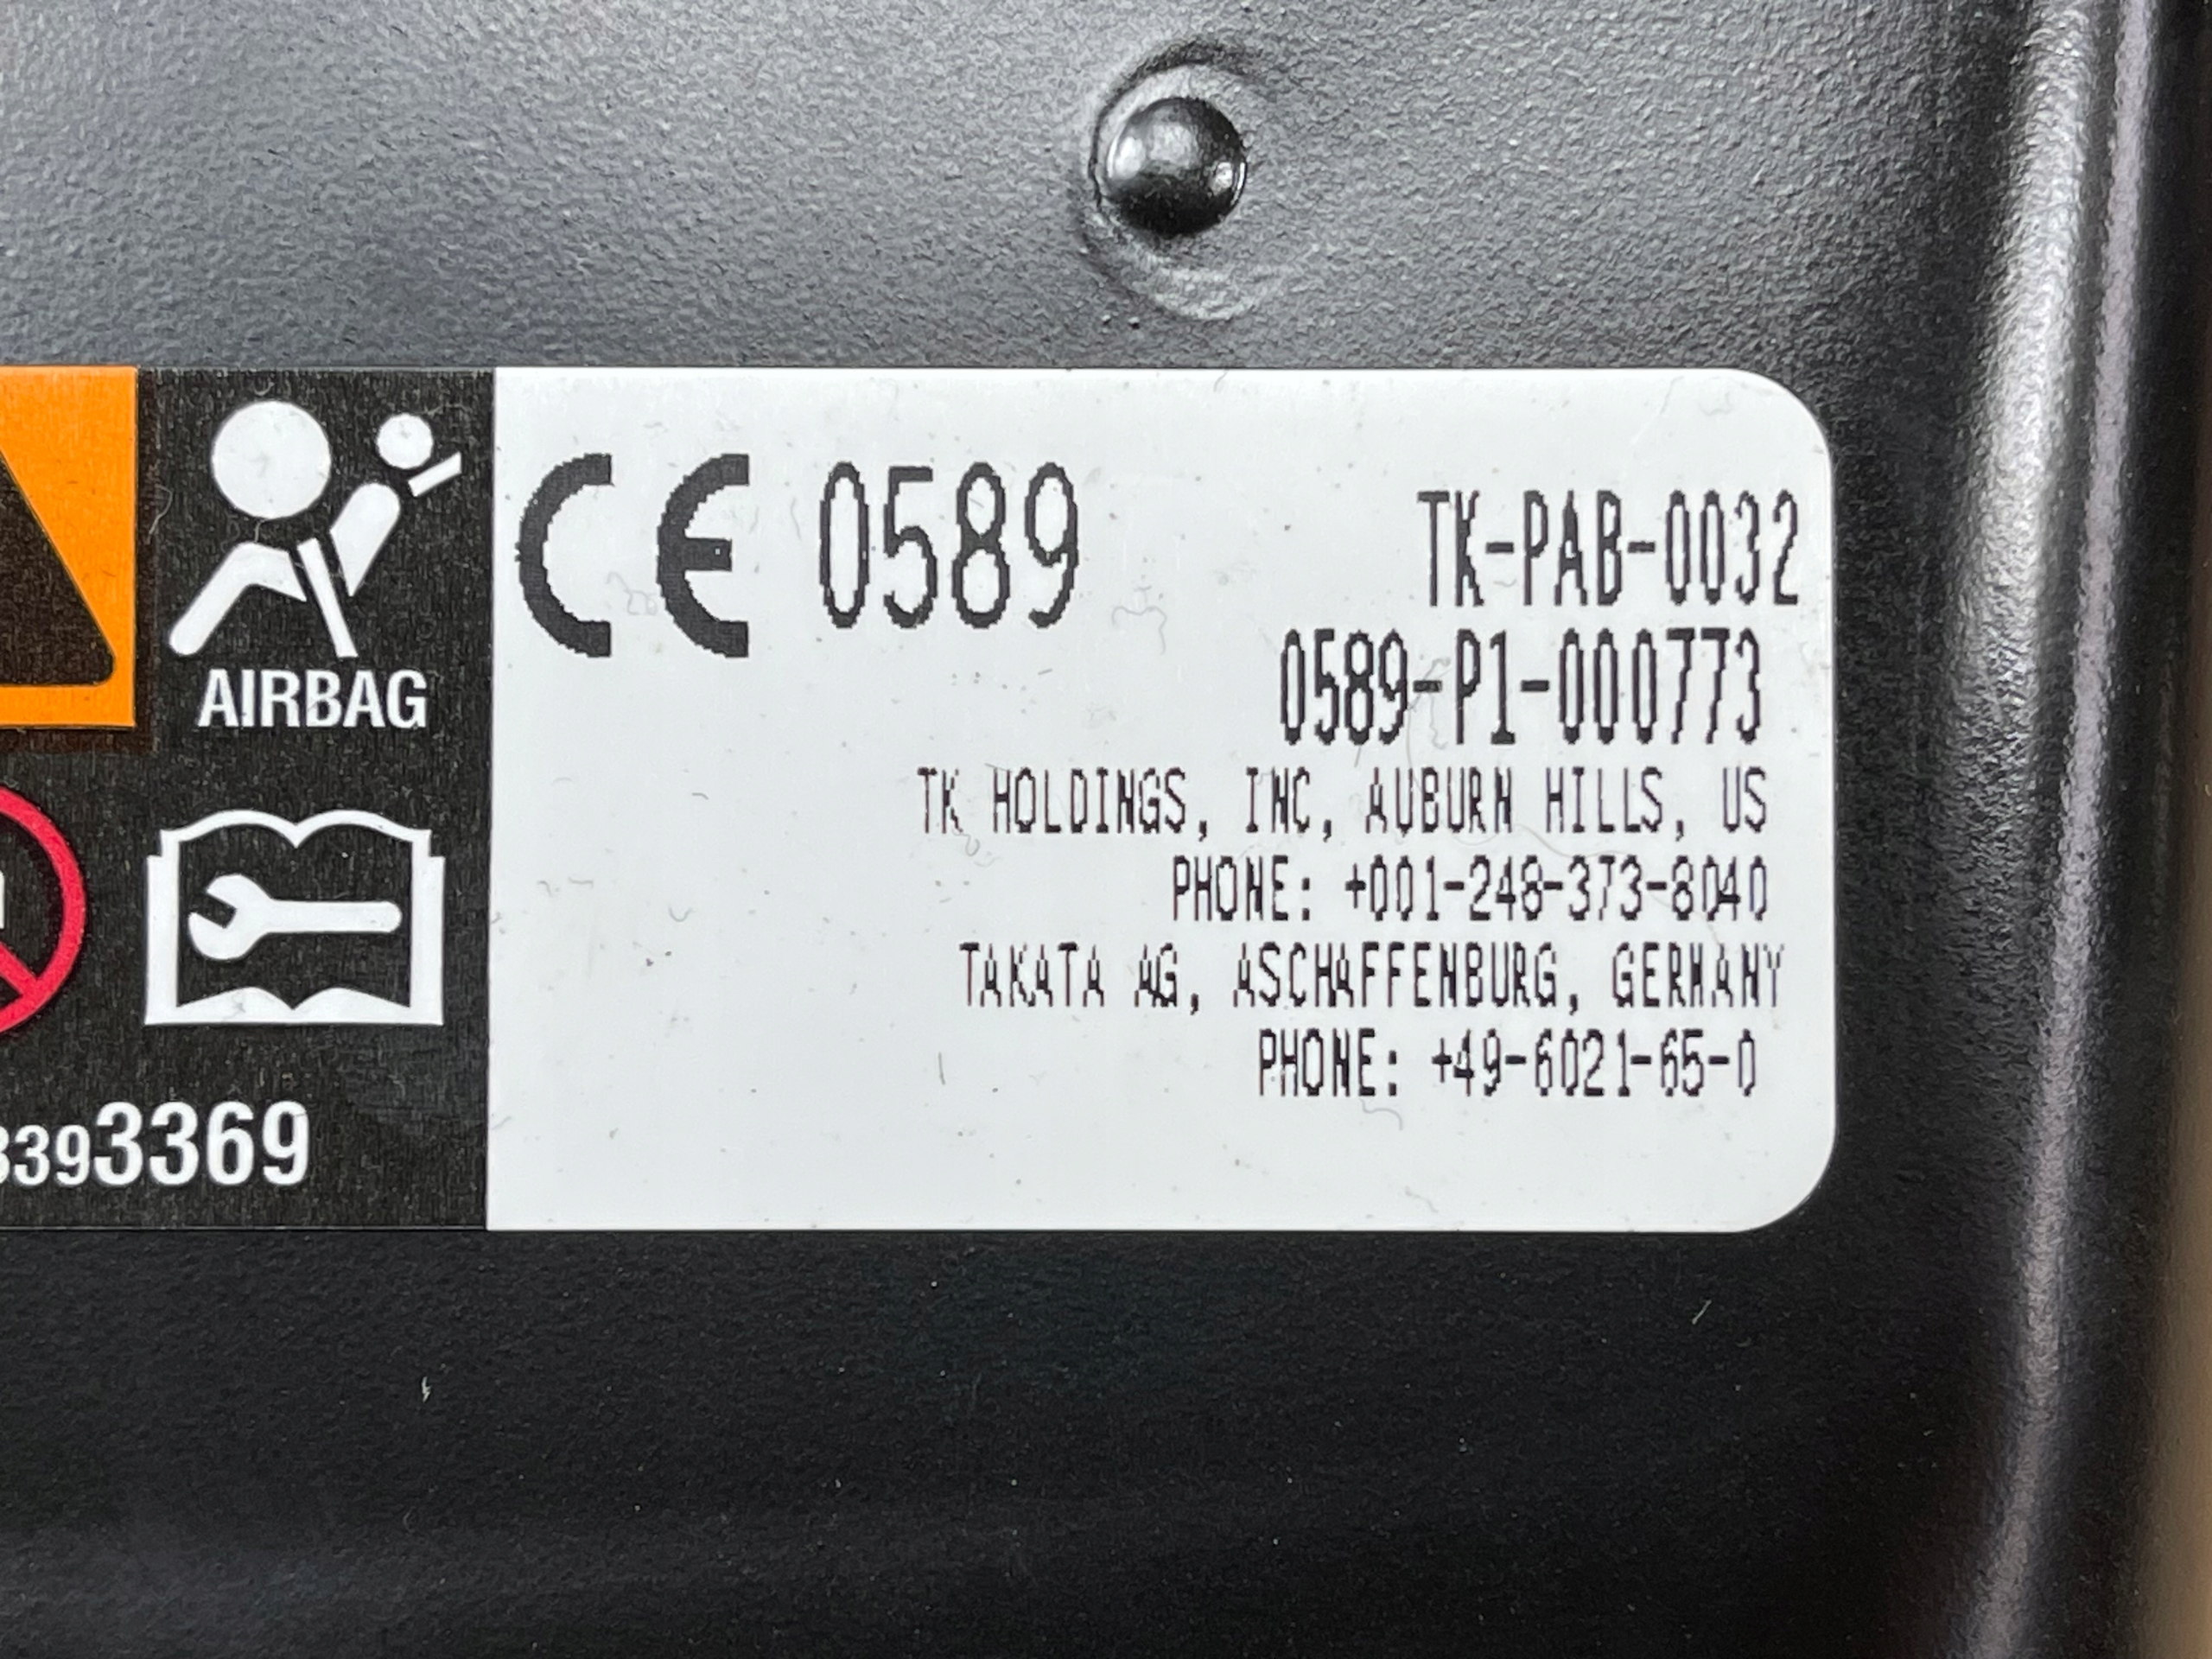 AIRBAG
3393369
CE 0589
TK-PAB-0032
0589-P1-000773
TK HOLDINGS, INC, AUBURN HILLS, US
PHONE: +001-248-373-8040
TAKATA AG, ASCHAFFENBURG, GERMANY
PHONE: +49-6021-65-0